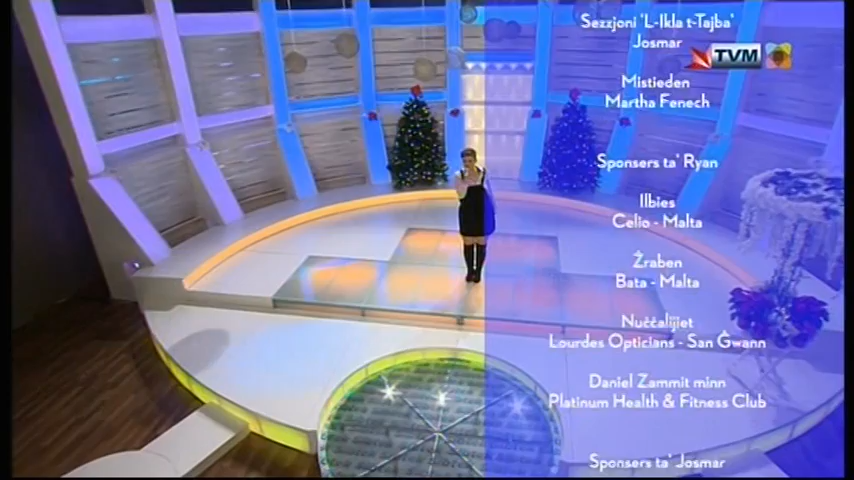 Sezzjoni 'L-Ikla t-Tajba'
Josmar
TVM
Mistieden
Martha Fenech
Sponsers ta' Ryan
Ilbies
Celio - Malta
Żraben
Bata - Malta
Nuċċalijiet
Lourdes Opticians - San Ġwann
Daniel Zammit minn
Platinum Health & Fitness Club
Sponsers ta' Josmar